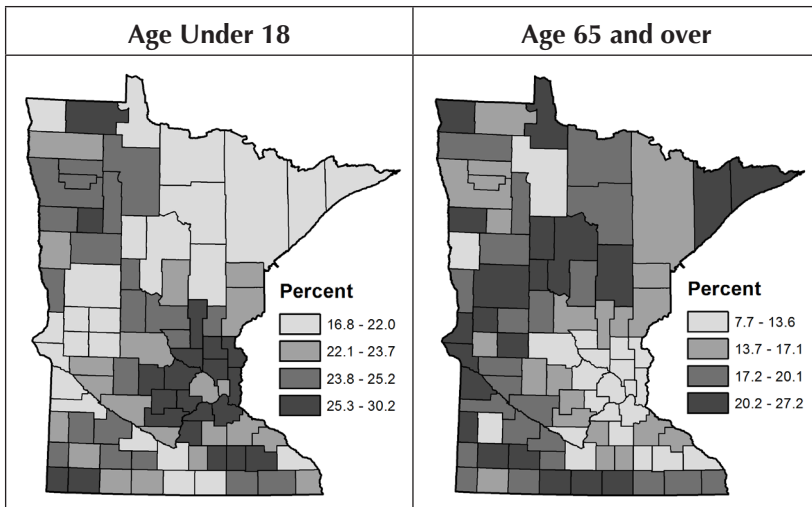 Age Under 18
Age 65 and over
Percent
16.8 - 22.0
22.1 - 23.7
23.8 - 25.2
25.3 - 30.2
Percent
7.7 - 13.6
13.7 - 17.1
17.2 - 20.1
20.2 - 27.2